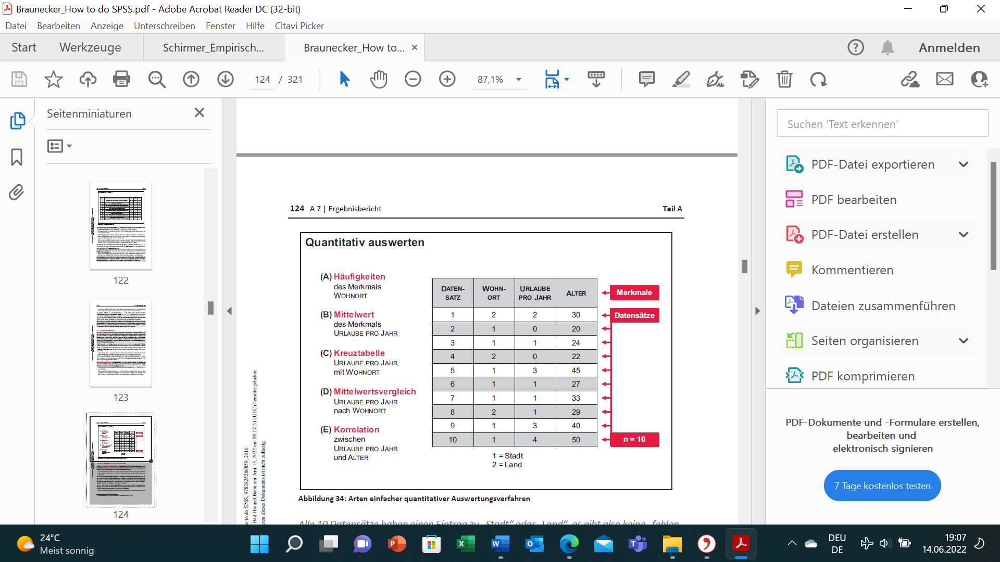 Braunecker_How to do SPSS.pdf - Adobe Acrobat Reader DC (32-bit)
Datei Bearbeiten Anzeige Unterschreiben Fenster Hilfe Citavi Picker
Start Werkzeuge Schirmer_Empirisch... Braunecker_How to... × Anmelden
124 / 321 87,1%
Seitenminiaturen
122
123
124
124 A 7 | Ergebnisbericht Teil A
Quantitativ auswerten
(A) Häufigkeiten
des Merkmals
WOHNORT
(B) Mittelwert
des Merkmals
URLAUBE PRO JAHR
(C) Kreuztabelle
URLAUBE PRO JAHR
mit WOHNORT
(D) Mittelwertsvergleich
URLAUBE PRO JAHR
nach WOHNORT
(E) Korrelation
zwischen
URLAUBE PRO JAHR
und ALTER
DATEN-SATZ WOHN-ORT URLAUBE PRO JAHR ALTER
1 2 2 30
2 1 0 20
3 1 1 24
4 2 0 22
5 1 3 45
6 1 1 27
7 1 1 33
8 2 1 29
9 1 3 40
10 1 4 50
1 = Stadt
2 = Land
Merkmale
Datensätze
n = 10
Abbildung 34: Arten einfacher quantitativer Auswertungsverfahren
Alle 10 Datensätze haben einen Eintrag zu „Stadt“ oder „Land“, es gibt also keine „fehlen
w to do SPSS, 9783825286859, 2016
Bad Honnef Bonn am Juni 13, 2022 um 09:17:51 (UTC) heruntergeladen.
eren dieses Dokuments ist nicht zulässig.
Suchen 'Text erkennen'
PDF-Datei exportieren
PDF bearbeiten
PDF-Datei erstellen
Kommentieren
Dateien zusammenführen
Seiten organisieren
PDF komprimieren
PDF-Dokumente und -Formulare erstellen,
bearbeiten und
elektronisch signieren
7 Tage kostenlos testen
24°C
Meist sonnig
DEU
DE
19:07
14.06.2022